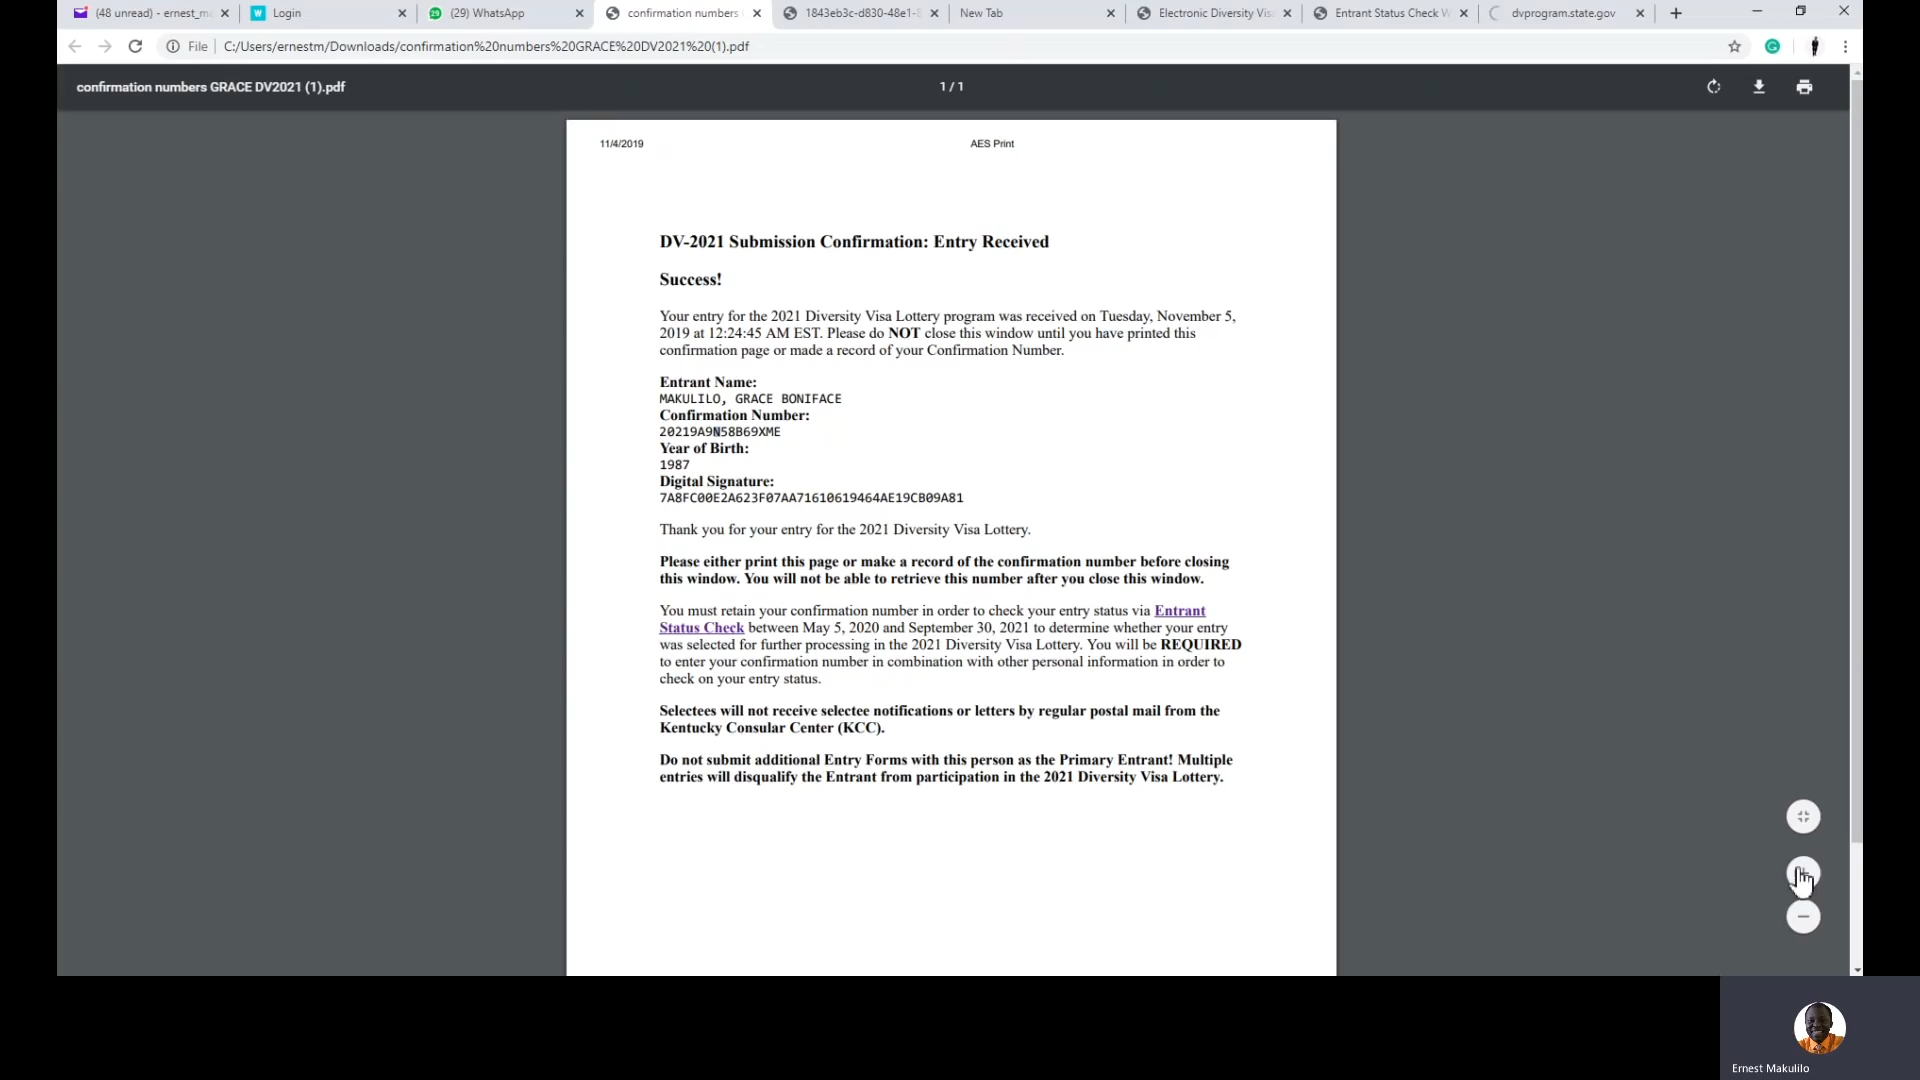 (48 unread) - ernest_m
Login
(29) WhatsApp
confirmation numbers
1843eb3c-d830-48e1-
New Tab
Electronic Diversity Vis
Entrant Status Check W
dvprogram.state.gov
File
C:/Users/ernestm/Downloads/confirmation%20numbers%20GRACE%20DV2021%20(1).pdf
confirmation numbers GRACE DV2021 (1).pdf
1 / 1
11/4/2019
AES Print
DV-2021 Submission Confirmation: Entry Received
Success!
Your entry for the 2021 Diversity Visa Lottery program was received on Tuesday, November 5,
2019 at 12:24:45 AM EST. Please do NOT close this window until you have printed this
confirmation page or made a record of your Confirmation Number.
Entrant Name:
MAKULILO, GRACE BONIFACE
Confirmation Number:
20219A9N58B69XME
Year of Birth:
1987
Digital Signature:
7A8FC00E2A623F07AA71610619464AE19CB09A81
Thank you for your entry for the 2021 Diversity Visa Lottery.
Please either print this page or make a record of the confirmation number before closing
this window. You will not be able to retrieve this number after you close this window.
You must retain your confirmation number in order to check your entry status via Entrant
Status Check between May 5, 2020 and September 30, 2021 to determine whether your entry
was selected for further processing in the 2021 Diversity Visa Lottery. You will be REQUIRED
to enter your confirmation number in combination with other personal information in order to
check on your entry status.
Selectees will not receive selectee notifications or letters by regular postal mail from the
Kentucky Consular Center (KCC).
Do not submit additional Entry Forms with this person as the Primary Entrant! Multiple
entries will disqualify the Entrant from participation in the 2021 Diversity Visa Lottery.
Ernest Makulilo